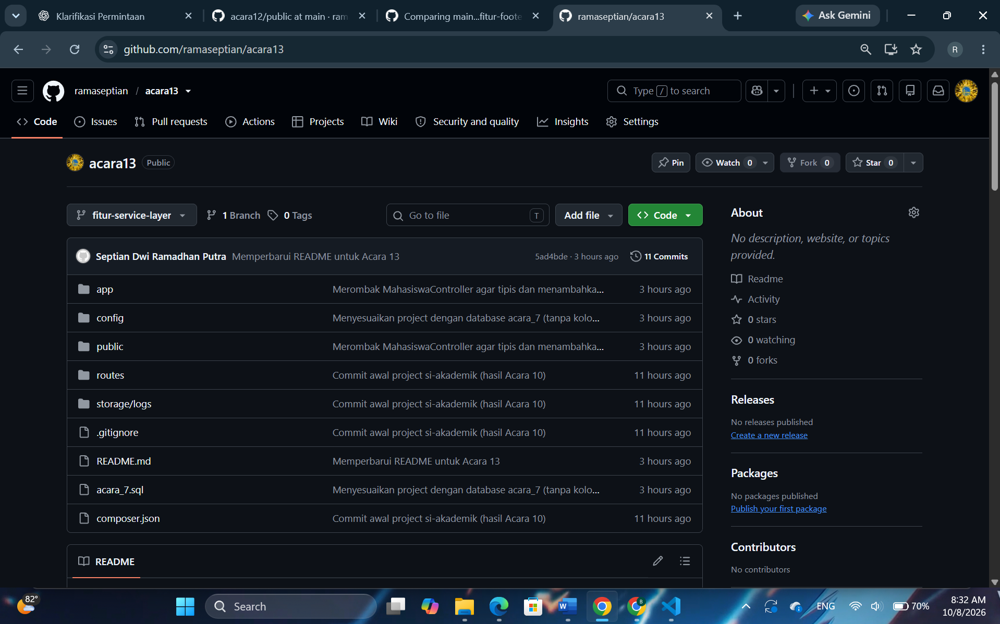 Klarifikasi Permintaan
acara12/public at main · ram
Comparing main...fitur-foote
ramaseptian/acara13
Ask Gemini
github.com/ramaseptian/acara13
R
ramaseptian / acara13
Type / to search
Code
Issues
Pull requests
Actions
Projects
Wiki
Security and quality
Insights
Settings
acara13 Public
Pin
Watch 0
Fork 0
Star 0
fitur-service-layer
1 Branch
0 Tags
Go to file T
Add file
Code
Septian Dwi Ramadhan Putra Memperbarui README untuk Acara 13 5ad4bde · 3 hours ago 11 Commits
app Merombak MahasiswaController agar tipis dan menambahka... 3 hours ago
config Menyesuaikan project dengan database acara_7 (tanpa kolo... 3 hours ago
public Merombak MahasiswaController agar tipis dan menambahka... 3 hours ago
routes Commit awal project si-akademik (hasil Acara 10) 11 hours ago
storage/logs Commit awal project si-akademik (hasil Acara 10) 11 hours ago
.gitignore Commit awal project si-akademik (hasil Acara 10) 11 hours ago
README.md Memperbarui README untuk Acara 13 3 hours ago
acara_7.sql Menyesuaikan project dengan database acara_7 (tanpa kolo... 3 hours ago
composer.json Commit awal project si-akademik (hasil Acara 10) 11 hours ago
README
About
No description, website, or topics
provided.
Readme
Activity
0 stars
0 watching
0 forks
Releases
No releases published
Create a new release
Packages
No packages published
Publish your first package
Contributors
No contributors
82°
Search
W
B
ENG
70%
8:32 AM
10/8/2026